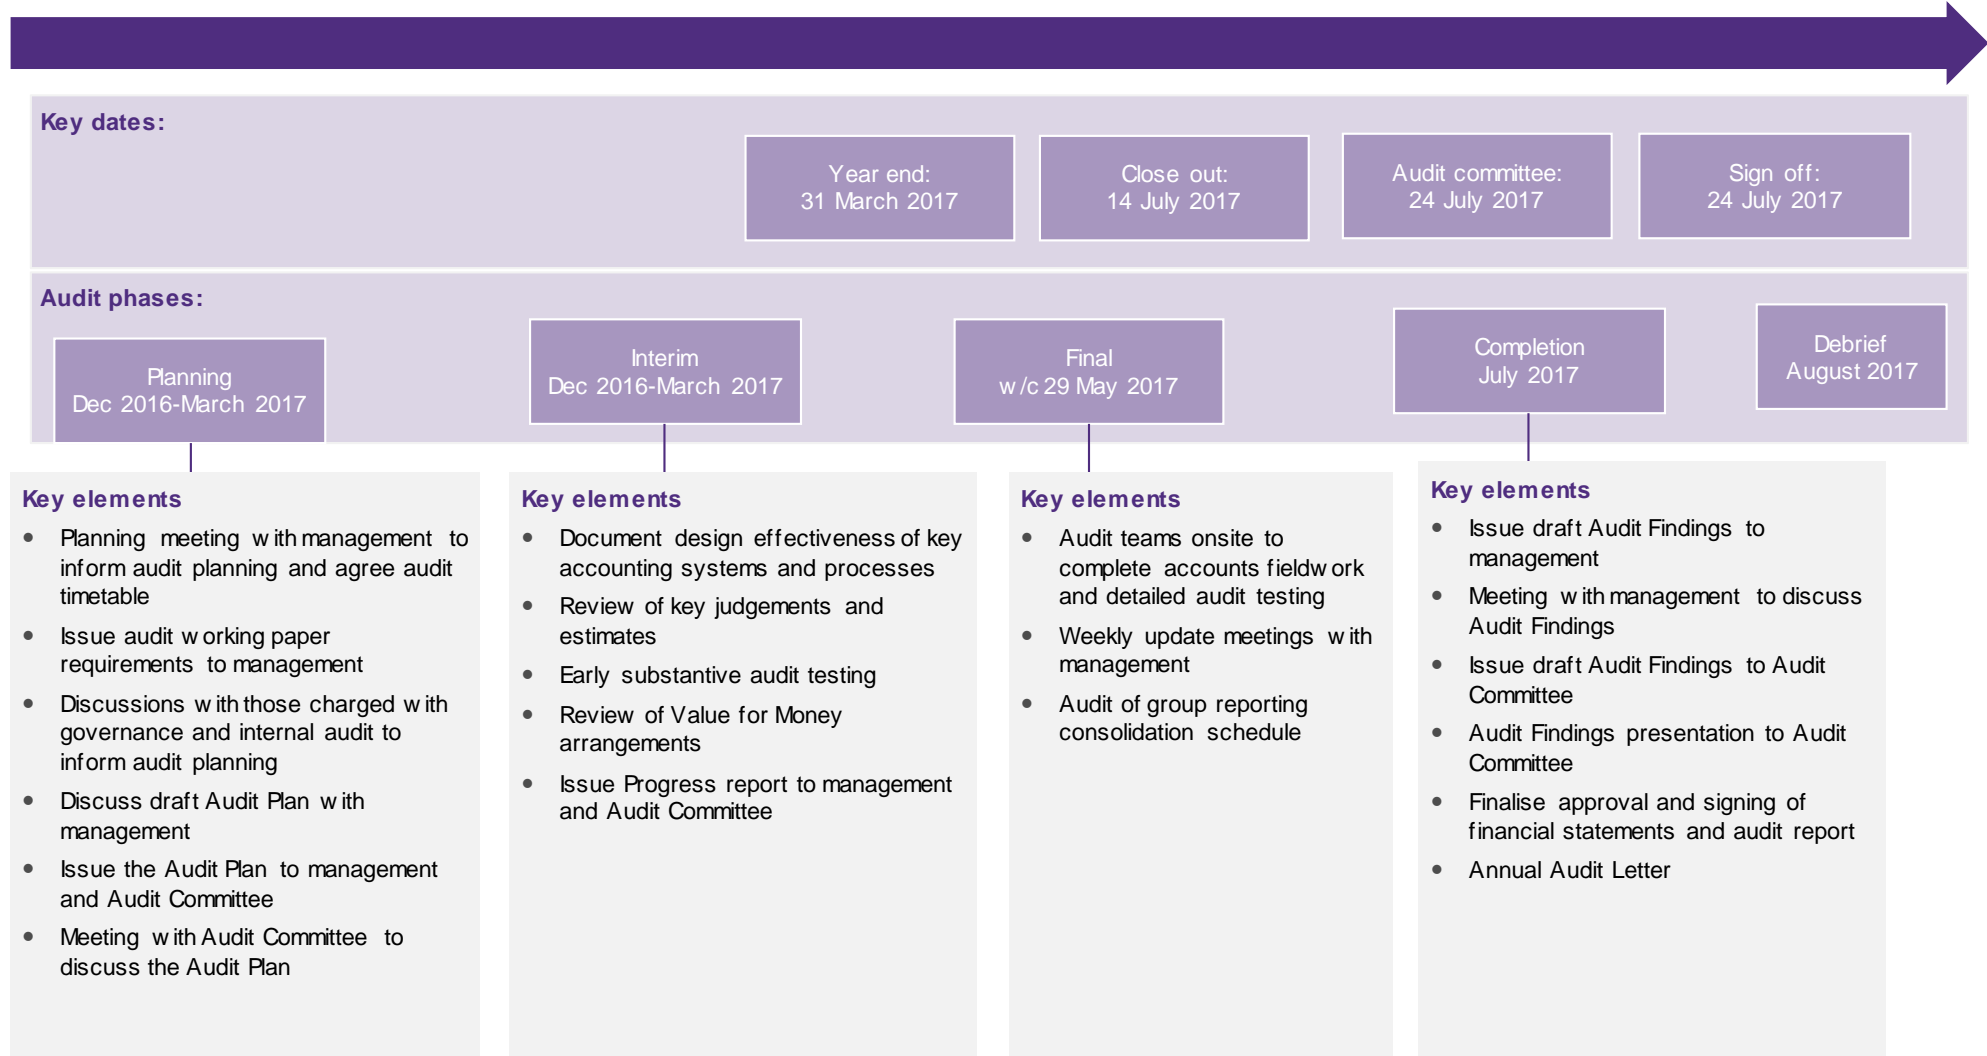 Key dates:
Year end:
31 March 2017
Close out:
14 July 2017
Audit committee:
24 July 2017
Sign off:
24 July 2017
Audit phases:
Planning
Dec 2016-March 2017
Interim
Dec 2016-March 2017
Final
w/c 29 May 2017
Completion
July 2017
Debrief
August 2017
Key elements
• Planning meeting with management to
inform audit planning and agree audit
timetable
• Issue audit working paper
requirements to management
• Discussions with those charged with
governance and internal audit to
inform audit planning
• Discuss draft Audit Plan with
management
• Issue the Audit Plan to management
and Audit Committee
• Meeting with Audit Committee to
discuss the Audit Plan
Key elements
• Document design effectiveness of key
accounting systems and processes
• Review of key judgements and
estimates
• Early substantive audit testing
• Review of Value for Money
arrangements
• Issue Progress report to management
and Audit Committee
Key elements
• Audit teams onsite to
complete accounts fieldwork
and detailed audit testing
• Weekly update meetings with
management
• Audit of group reporting
consolidation schedule
Key elements
• Issue draft Audit Findings to
management
• Meeting with management to discuss
Audit Findings
• Issue draft Audit Findings to Audit
Committee
• Audit Findings presentation to Audit
Committee
• Finalise approval and signing of
financial statements and audit report
• Annual Audit Letter